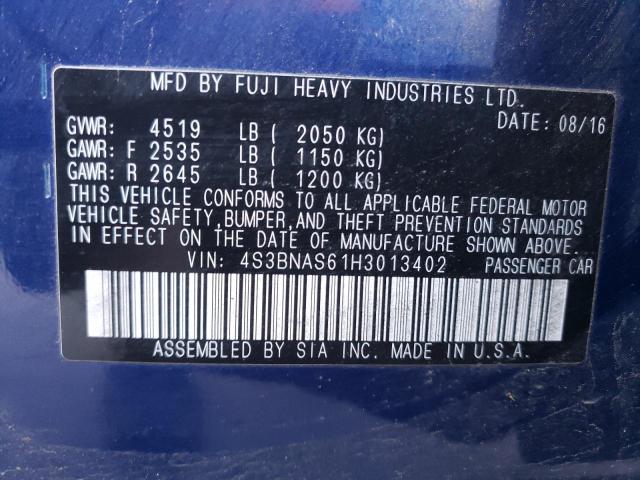 MFD BY FUJI HEAVY INDUSTRIES LTD.
DATE: 08/16
GVWR: 4519 LB ( 2050 KG)
GAWR: F 2535 LB ( 1150 KG)
GAWR: R 2645 LB ( 1200 KG)
THIS VEHICLE CONFORMS TO ALL APPLICABLE FEDERAL MOTOR
VEHICLE SAFETY, BUMPER, AND THEFT PREVENTION STANDARDS
IN EFFECT ON THE DATE OF MANUFACTURE SHOWN ABOVE.
VIN: 4S3BNAS61H3013402 PASSENGER CAR
ASSEMBLED BY SIA INC. MADE IN U.S.A.